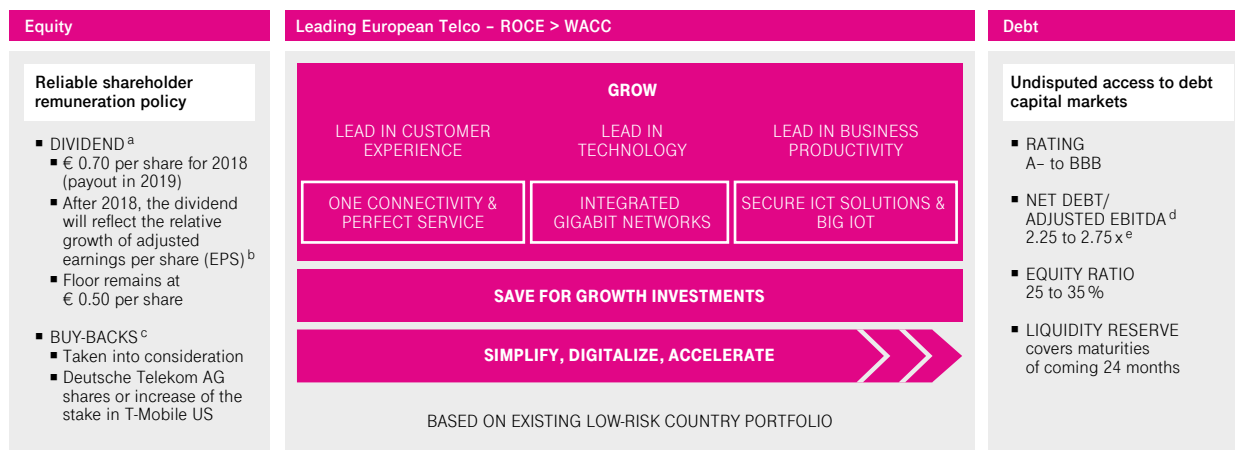 Equity
Reliable shareholder
remuneration policy
▪ DIVIDEND a
▪ € 0.70 per share for 2018
(payout in 2019)
▪ After 2018, the dividend
will reflect the relative
growth of adjusted
earnings per share (EPS) b
▪ Floor remains at
€ 0.50 per share
▪ BUY-BACKS c
▪ Taken into consideration
▪ Deutsche Telekom AG
shares or increase of the
stake in T-Mobile US
Leading European Telco – ROCE > WACC
GROW
LEAD IN CUSTOMER
EXPERIENCE
LEAD IN
TECHNOLOGY
LEAD IN BUSINESS
PRODUCTIVITY
ONE CONNECTIVITY &
PERFECT SERVICE
INTEGRATED
GIGABIT NETWORKS
SECURE ICT SOLUTIONS &
BIG IOT
SAVE FOR GROWTH INVESTMENTS
SIMPLIFY, DIGITALIZE, ACCELERATE
BASED ON EXISTING LOW-RISK COUNTRY PORTFOLIO
Debt
Undisputed access to debt
capital markets
▪ RATING
A– to BBB
▪ NET DEBT/
ADJUSTED EBITDA d
2.25 to 2.75 x e
▪ EQUITY RATIO
25 to 35 %
▪ LIQUIDITY RESERVE
covers maturities
of coming 24 months